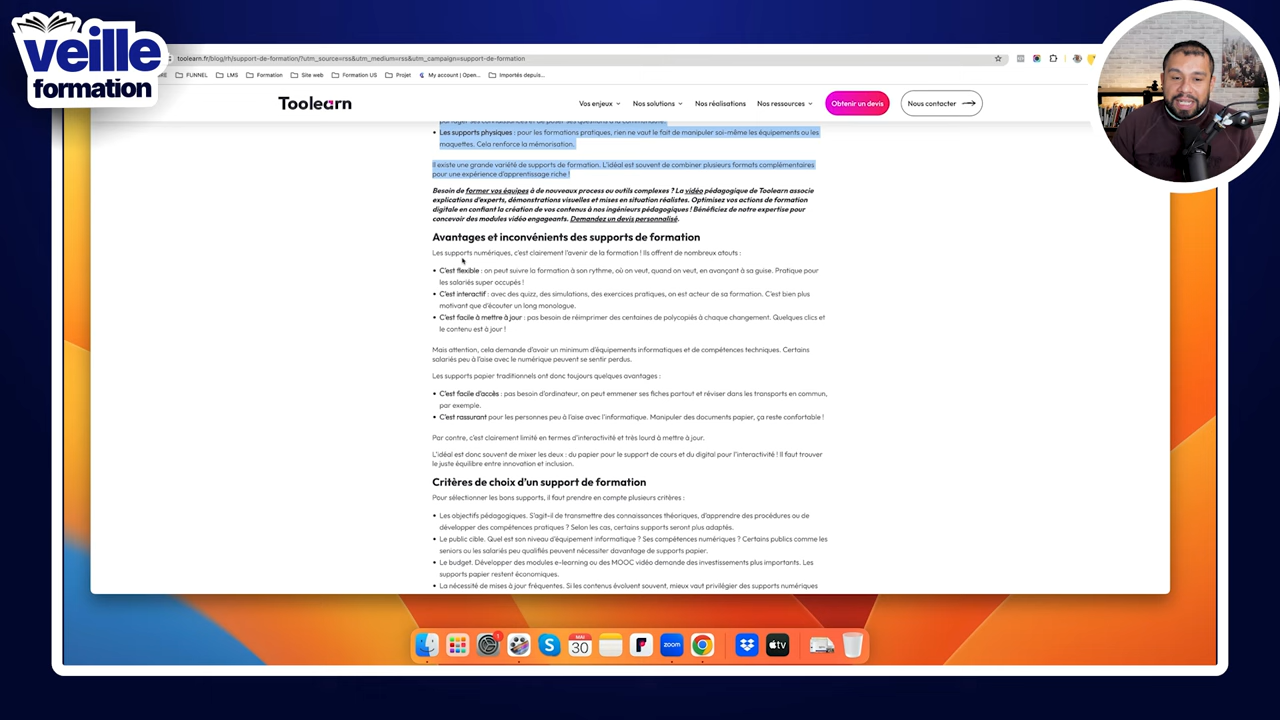 veille
formation
toolearn.fr/blog/rh/support-de-formation/?utm_source=rss&utm_medium=rss&utm_campaign=support-de-formation
FUNNEL
LMS
Formation
Site web
Formation US
Projet
My account | Open...
Importés depuis...
Toolearn
Vos enjeux
Nos solutions
Nos réalisations
Nos ressources
Obtenir un devis
Nous contacter
• Les supports physiques : pour les formations pratiques, rien ne vaut le fait de manipuler soi-même les équipements ou les
maquettes. Cela renforce la mémorisation.
Il existe une grande variété de supports de formation. L'idéal est souvent de combiner plusieurs formats complémentaires
pour une expérience d'apprentissage riche !
Besoin de former vos équipes à de nouveaux process ou outils complexes ? La vidéo pédagogique de Toolearn associe
explications d'experts, démonstrations visuelles et mises en situation réalistes. Optimisez vos actions de formation
digitale en confiant la création de vos contenus à nos ingénieurs pédagogiques ! Bénéficiez de notre expertise pour
concevoir des modules vidéo engageants. Demandez un devis personnalisé.
Avantages et inconvénients des supports de formation
Les supports numériques, c'est clairement l'avenir de la formation ! Ils offrent de nombreux atouts :
• C'est flexible : on peut suivre la formation à son rythme, où on veut, quand on veut, en avançant à sa guise. Pratique pour
les salariés super occupés !
• C'est interactif : avec des quizz, des simulations, des exercices pratiques, on est acteur de sa formation. C'est bien plus
motivant que d'écouter un long monologue.
• C'est facile à mettre à jour : pas besoin de réimprimer des centaines de polycopiés à chaque changement. Quelques clics et
le contenu est à jour !
Mais attention, cela demande d'avoir un minimum d'équipements informatiques et de compétences techniques. Certains
salariés peu à l'aise avec le numérique peuvent se sentir perdus.
Les supports papier traditionnels ont donc toujours quelques avantages :
• C'est facile d'accès : pas besoin d'ordinateur, on peut emmener ses fiches partout et réviser dans les transports en commun,
par exemple.
• C'est rassurant pour les personnes peu à l'aise avec l'informatique. Manipuler des documents papier, ça reste confortable !
Par contre, c'est clairement limité en termes d'interactivité et très lourd à mettre à jour.
L'idéal est donc souvent de mixer les deux : du papier pour le support de cours et du digital pour l'interactivité ! Il faut trouver
le juste équilibre entre innovation et inclusion.
Critères de choix d'un support de formation
Pour sélectionner les bons supports, il faut prendre en compte plusieurs critères :
• Les objectifs pédagogiques. S'agit-il de transmettre des connaissances théoriques, d'apprendre des procédures ou de
développer des compétences pratiques ? Selon les cas, certains supports seront plus adaptés.
• Le public cible. Quel est son niveau d'équipement informatique ? Ses compétences numériques ? Certains publics comme les
seniors ou les salariés peu qualifiés peuvent nécessiter davantage de supports papier.
• Le budget. Développer des modules e-learning ou des MOOC vidéo demande des investissements plus importants. Les
supports papier restent économiques.
• La nécessité de mises à jour fréquentes. Si les contenus évoluent souvent, mieux vaut privilégier des supports numériques
1
MAI
30
zoom
tv